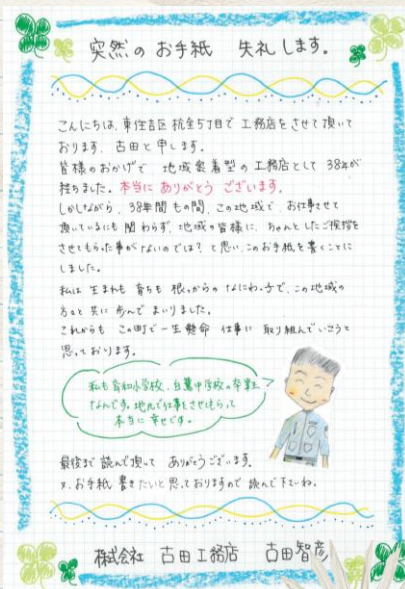 突然のお手紙 失礼します。
こんにちは、東住吉区杭全5丁目で工務店をさせて頂いて
おります、古田と申します。
皆様のおかげで 地域密着型の工務店として 38年が
経ちました。本当に ありがとう ございます。
しかしながら、38年間もの間、この地域で、お仕事させて
頂いているにも関わらず、地域の皆様に、ちゃんとしたご挨拶を
させてもらった事がないのでは?と思い、このお手紙を書くことに
しました。
私は 生まれも 育ちも 根っからの なにわっ子で、この地域の
方々と 共に 歩んで まいりました。
これからも この町で 一生懸命 仕事に 取り組んでいこうと
思っております。
私も育和小学校、白鷺中学校の卒業生
なんです。地元で仕事をさせてもらって
本当に 幸せです。
最後まで 読んで頂って ありがとうございます。
又、お手紙 書きたいと思っておりますので 読んで下さいね。
株式会社 古田工務店 古田智彦